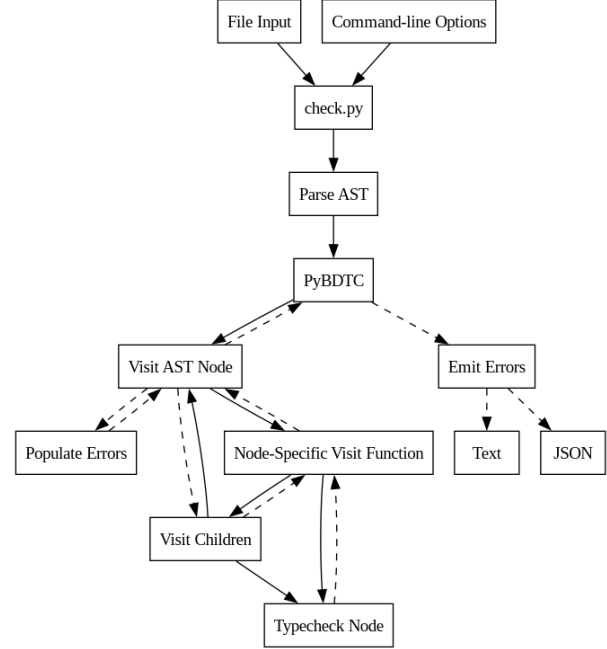 File Input
Command-line Options
check.py
Parse AST
PyBDTC
Visit AST Node
Emit Errors
Populate Errors
Node-Specific Visit Function
Text
JSON
Visit Children
Typecheck Node